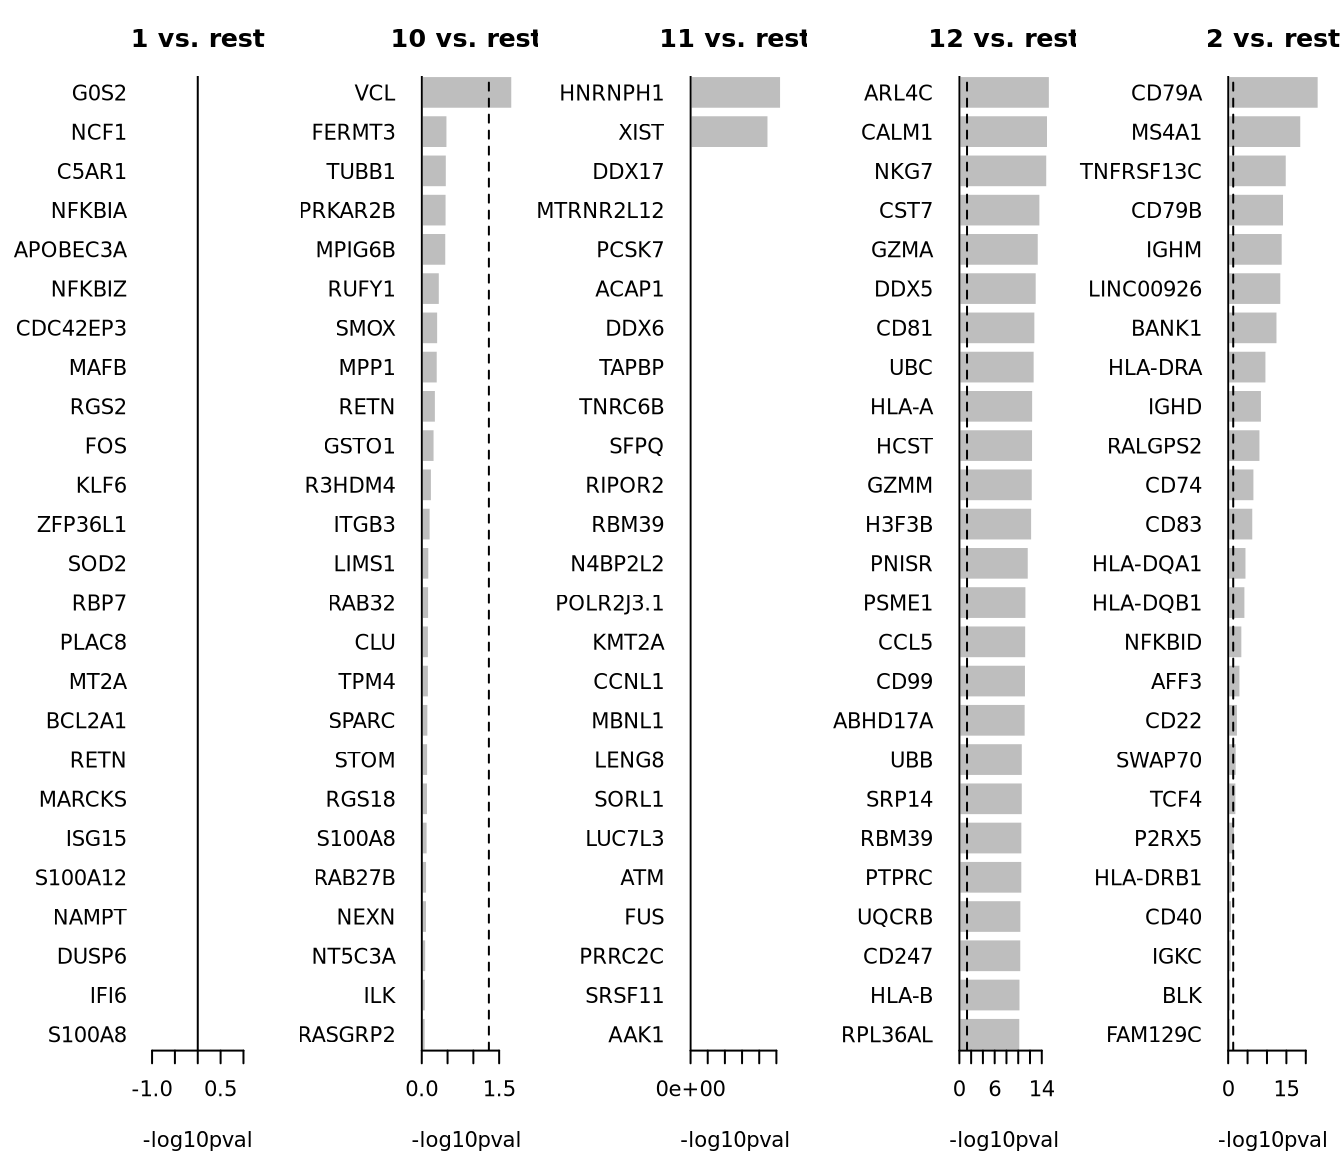 1 vs. rest
G0S2
NCF1
C5AR1
NFKBIA
APOBEC3A
NFKBIZ
CDC42EP3
MAFB
RGS2
FOS
KLF6
ZFP36L1
SOD2
RBP7
PLAC8
MT2A
BCL2A1
RETN
MARCKS
ISG15
S100A12
NAMPT
DUSP6
IFI6
S100A8
-1.0 0.5
-log10pval
10 vs. rest
VCL
FERMT3
TUBB1
PRKAR2B
MPIG6B
RUFY1
SMOX
MPP1
RETN
GSTO1
R3HDM4
ITGB3
LIMS1
RAB32
CLU
TPM4
SPARC
STOM
RGS18
S100A8
RAB27B
NEXN
NT5C3A
ILK
RASGRP2
0.0 1.5
-log10pval
11 vs. rest
HNRNPH1
XIST
DDX17
MTRNR2L12
PCSK7
ACAP1
DDX6
TAPBP
TNRC6B
SFPQ
RIPOR2
RBM39
N4BP2L2
POLR2J3.1
KMT2A
CCNL1
MBNL1
LENG8
SORL1
LUC7L3
ATM
FUS
PRRC2C
SRSF11
AAK1
0e+00
-log10pval
12 vs. rest
ARL4C
CALM1
NKG7
CST7
GZMA
DDX5
CD81
UBC
HLA-A
HCST
GZMM
H3F3B
PNISR
PSME1
CCL5
CD99
ABHD17A
UBB
SRP14
RBM39
PTPRC
UQCRB
CD247
HLA-B
RPL36AL
0 6 14
-log10pval
2 vs. rest
CD79A
MS4A1
TNFRSF13C
CD79B
IGHM
LINC00926
BANK1
HLA-DRA
IGHD
RALGPS2
CD74
CD83
HLA-DQA1
HLA-DQB1
NFKBID
AFF3
CD22
SWAP70
TCF4
P2RX5
HLA-DRB1
CD40
IGKC
BLK
FAM129C
0 15
-log10pval